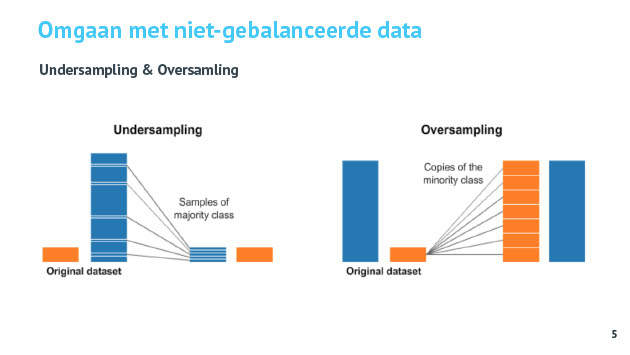 Omgaan met niet-gebalanceerde data
Undersampling & Oversamling
Undersampling
Samples of
majority class
Original dataset
Oversampling
Copies of the
minority class
Original dataset
5